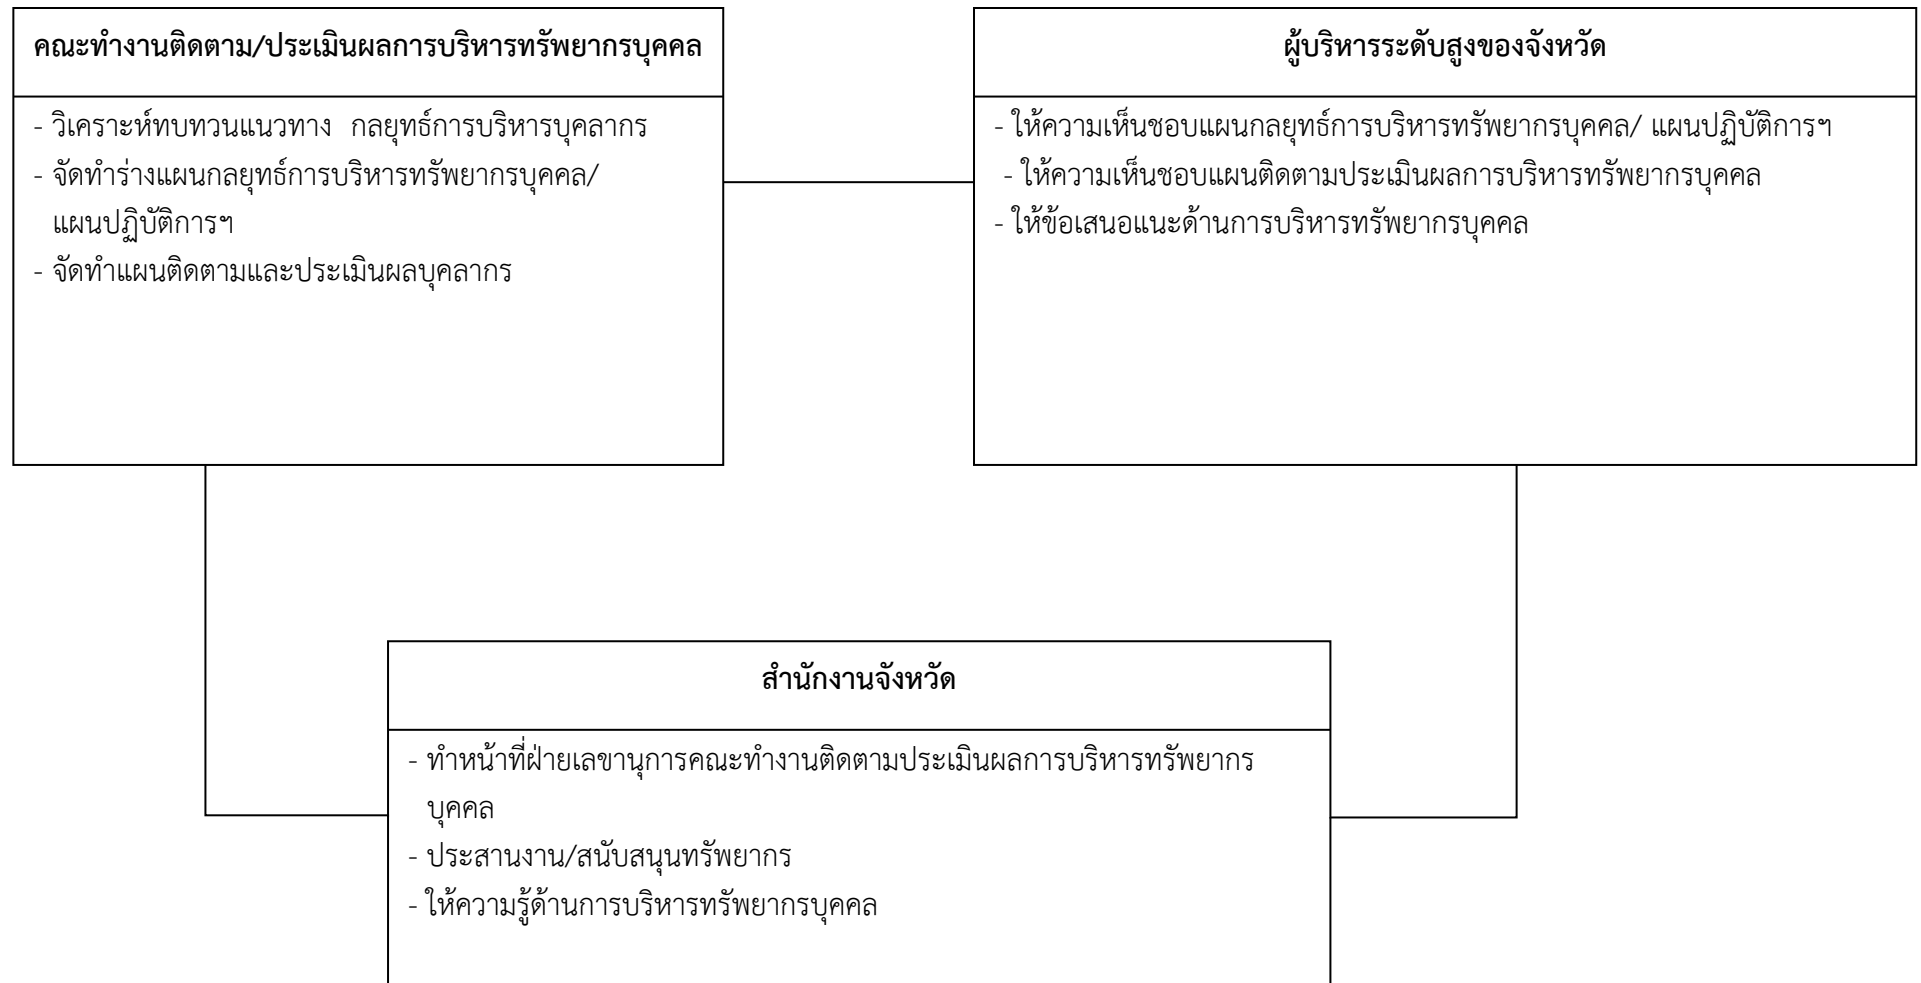 คณะทำงานติดตาม/ประเมินผลการบริหารทรัพยากรบุคคล
- วิเคราะห์ทบทวนแนวทาง กลยุทธ์การบริหารบุคลากร
- จัดทำร่างแผนกลยุทธ์การบริหารทรัพยากรบุคคล/
แผนปฏิบัติการฯ
- จัดทำแผนติดตามและประเมินผลบุคลากร
ผู้บริหารระดับสูงของจังหวัด
- ให้ความเห็นชอบแผนกลยุทธ์การบริหารทรัพยากรบุคคล/ แผนปฏิบัติการฯ
- ให้ความเห็นชอบแผนติดตามประเมินผลการบริหารทรัพยากรบุคคล
- ให้ข้อเสนอแนะด้านการบริหารทรัพยากรบุคคล
สำนักงานจังหวัด
- ทำหน้าที่ฝ่ายเลขานุการคณะทำงานติดตามประเมินผลการบริหารทรัพยากร
บุคคล
- ประสานงาน/สนับสนุนทรัพยากร
- ให้ความรู้ด้านการบริหารทรัพยากรบุคคล